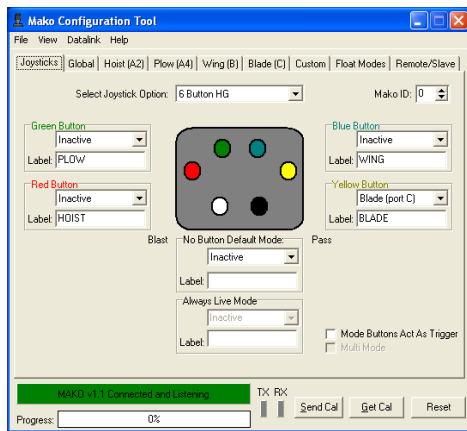 Mako Configuration Tool
File View Datalink Help
Joysticks Global Hoist (A2) Plow (A4) Wing (B) Blade (C) Custom Float Modes Remote/Slave
Select Joystick Option: 6 Button HG Mako ID: 0
Green Button Blue Button
Inactive Inactive
Label: PLOW Label: WING
Red Button Yellow Button
Inactive Blade (port C)
Label: HOIST Label: BLADE
Blast No Button Default Mode: Pass
Inactive
Label:
Always Live Mode
Inactive
Label:
Mode Buttons Act As Trigger
Multi Mode
MAKO v1.1 Connected and Listening TX RX
Send Cal Get Cal Reset
Progress: 0%